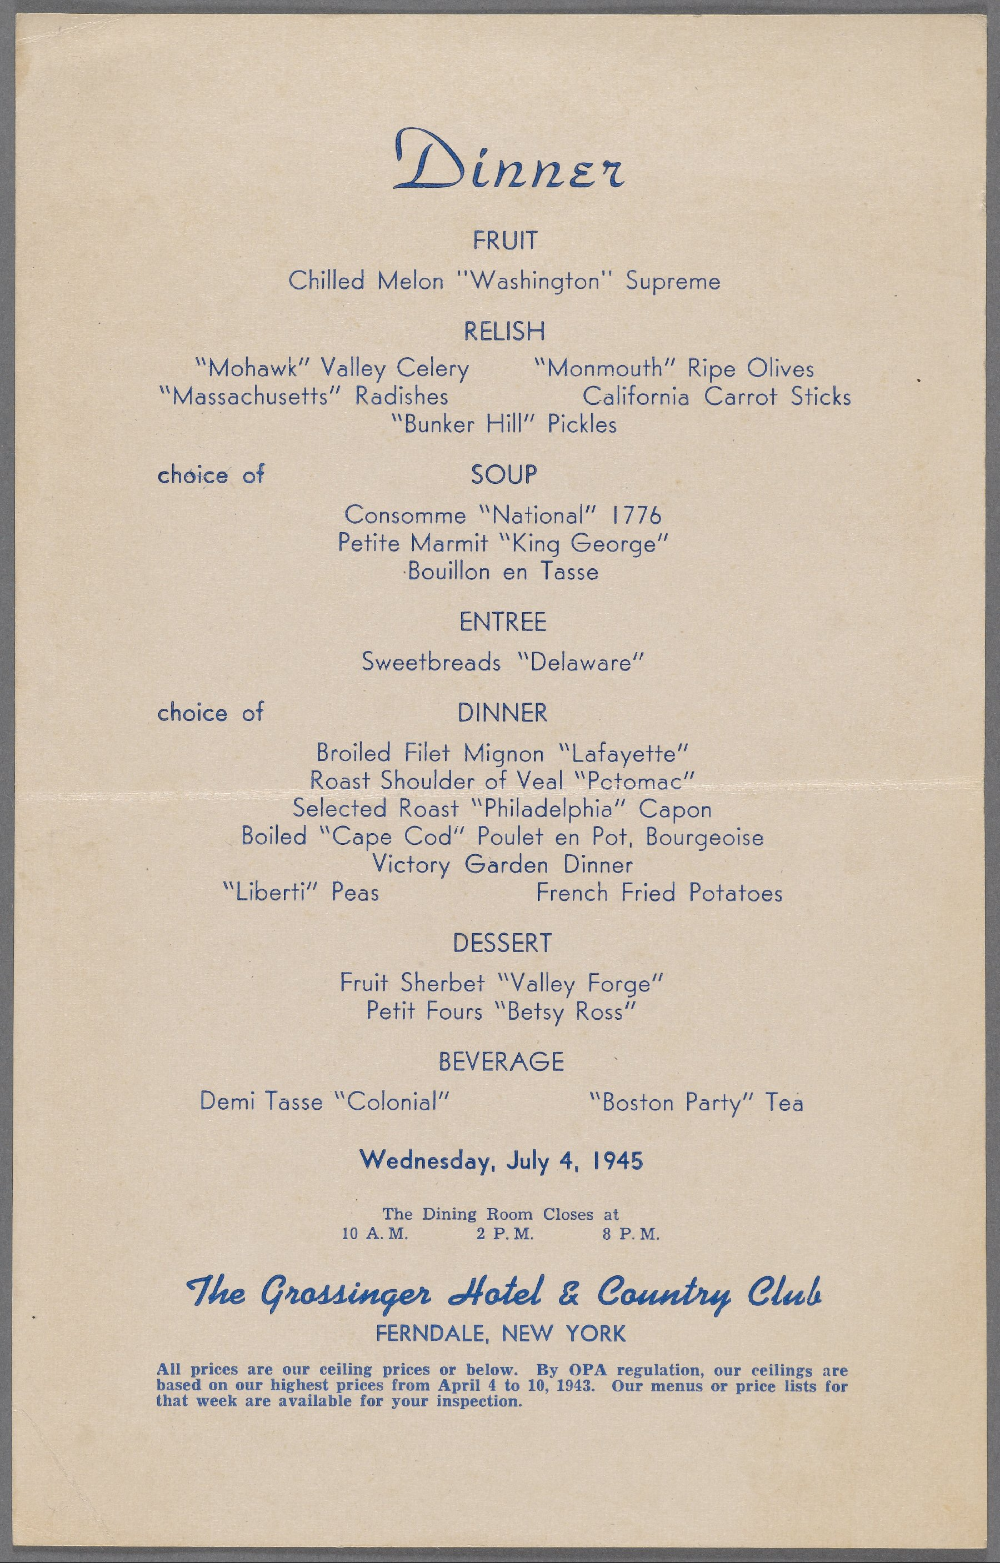 Dinner
FRUIT
Chilled Melon "Washington" Supreme
RELISH
"Mohawk" Valley Celery "Monmouth" Ripe Olives
"Massachusetts" Radishes California Carrot Sticks
"Bunker Hill" Pickles
choice of SOUP
Consomme "National" 1776
Petite Marmit "King George"
Bouillon en Tasse
ENTREE
Sweetbreads "Delaware"
choice of DINNER
Broiled Filet Mignon "Lafayette"
Roast Shoulder of Veal "Potomac"
Selected Roast "Philadelphia" Capon
Boiled "Cape Cod" Poulet en Pot, Bourgeoise
Victory Garden Dinner
"Liberti" Peas French Fried Potatoes
DESSERT
Fruit Sherbet "Valley Forge"
Petit Fours "Betsy Ross"
BEVERAGE
Demi Tasse "Colonial" "Boston Party" Tea
Wednesday, July 4, 1945
The Dining Room Closes at
10 A. M. 2 P. M. 8 P. M.
The Grossinger Hotel & Country Club
FERNDALE, NEW YORK
All prices are our ceiling prices or below. By OPA regulation, our ceilings are
based on our highest prices from April 4 to 10, 1943. Our menus or price lists for
that week are available for your inspection.